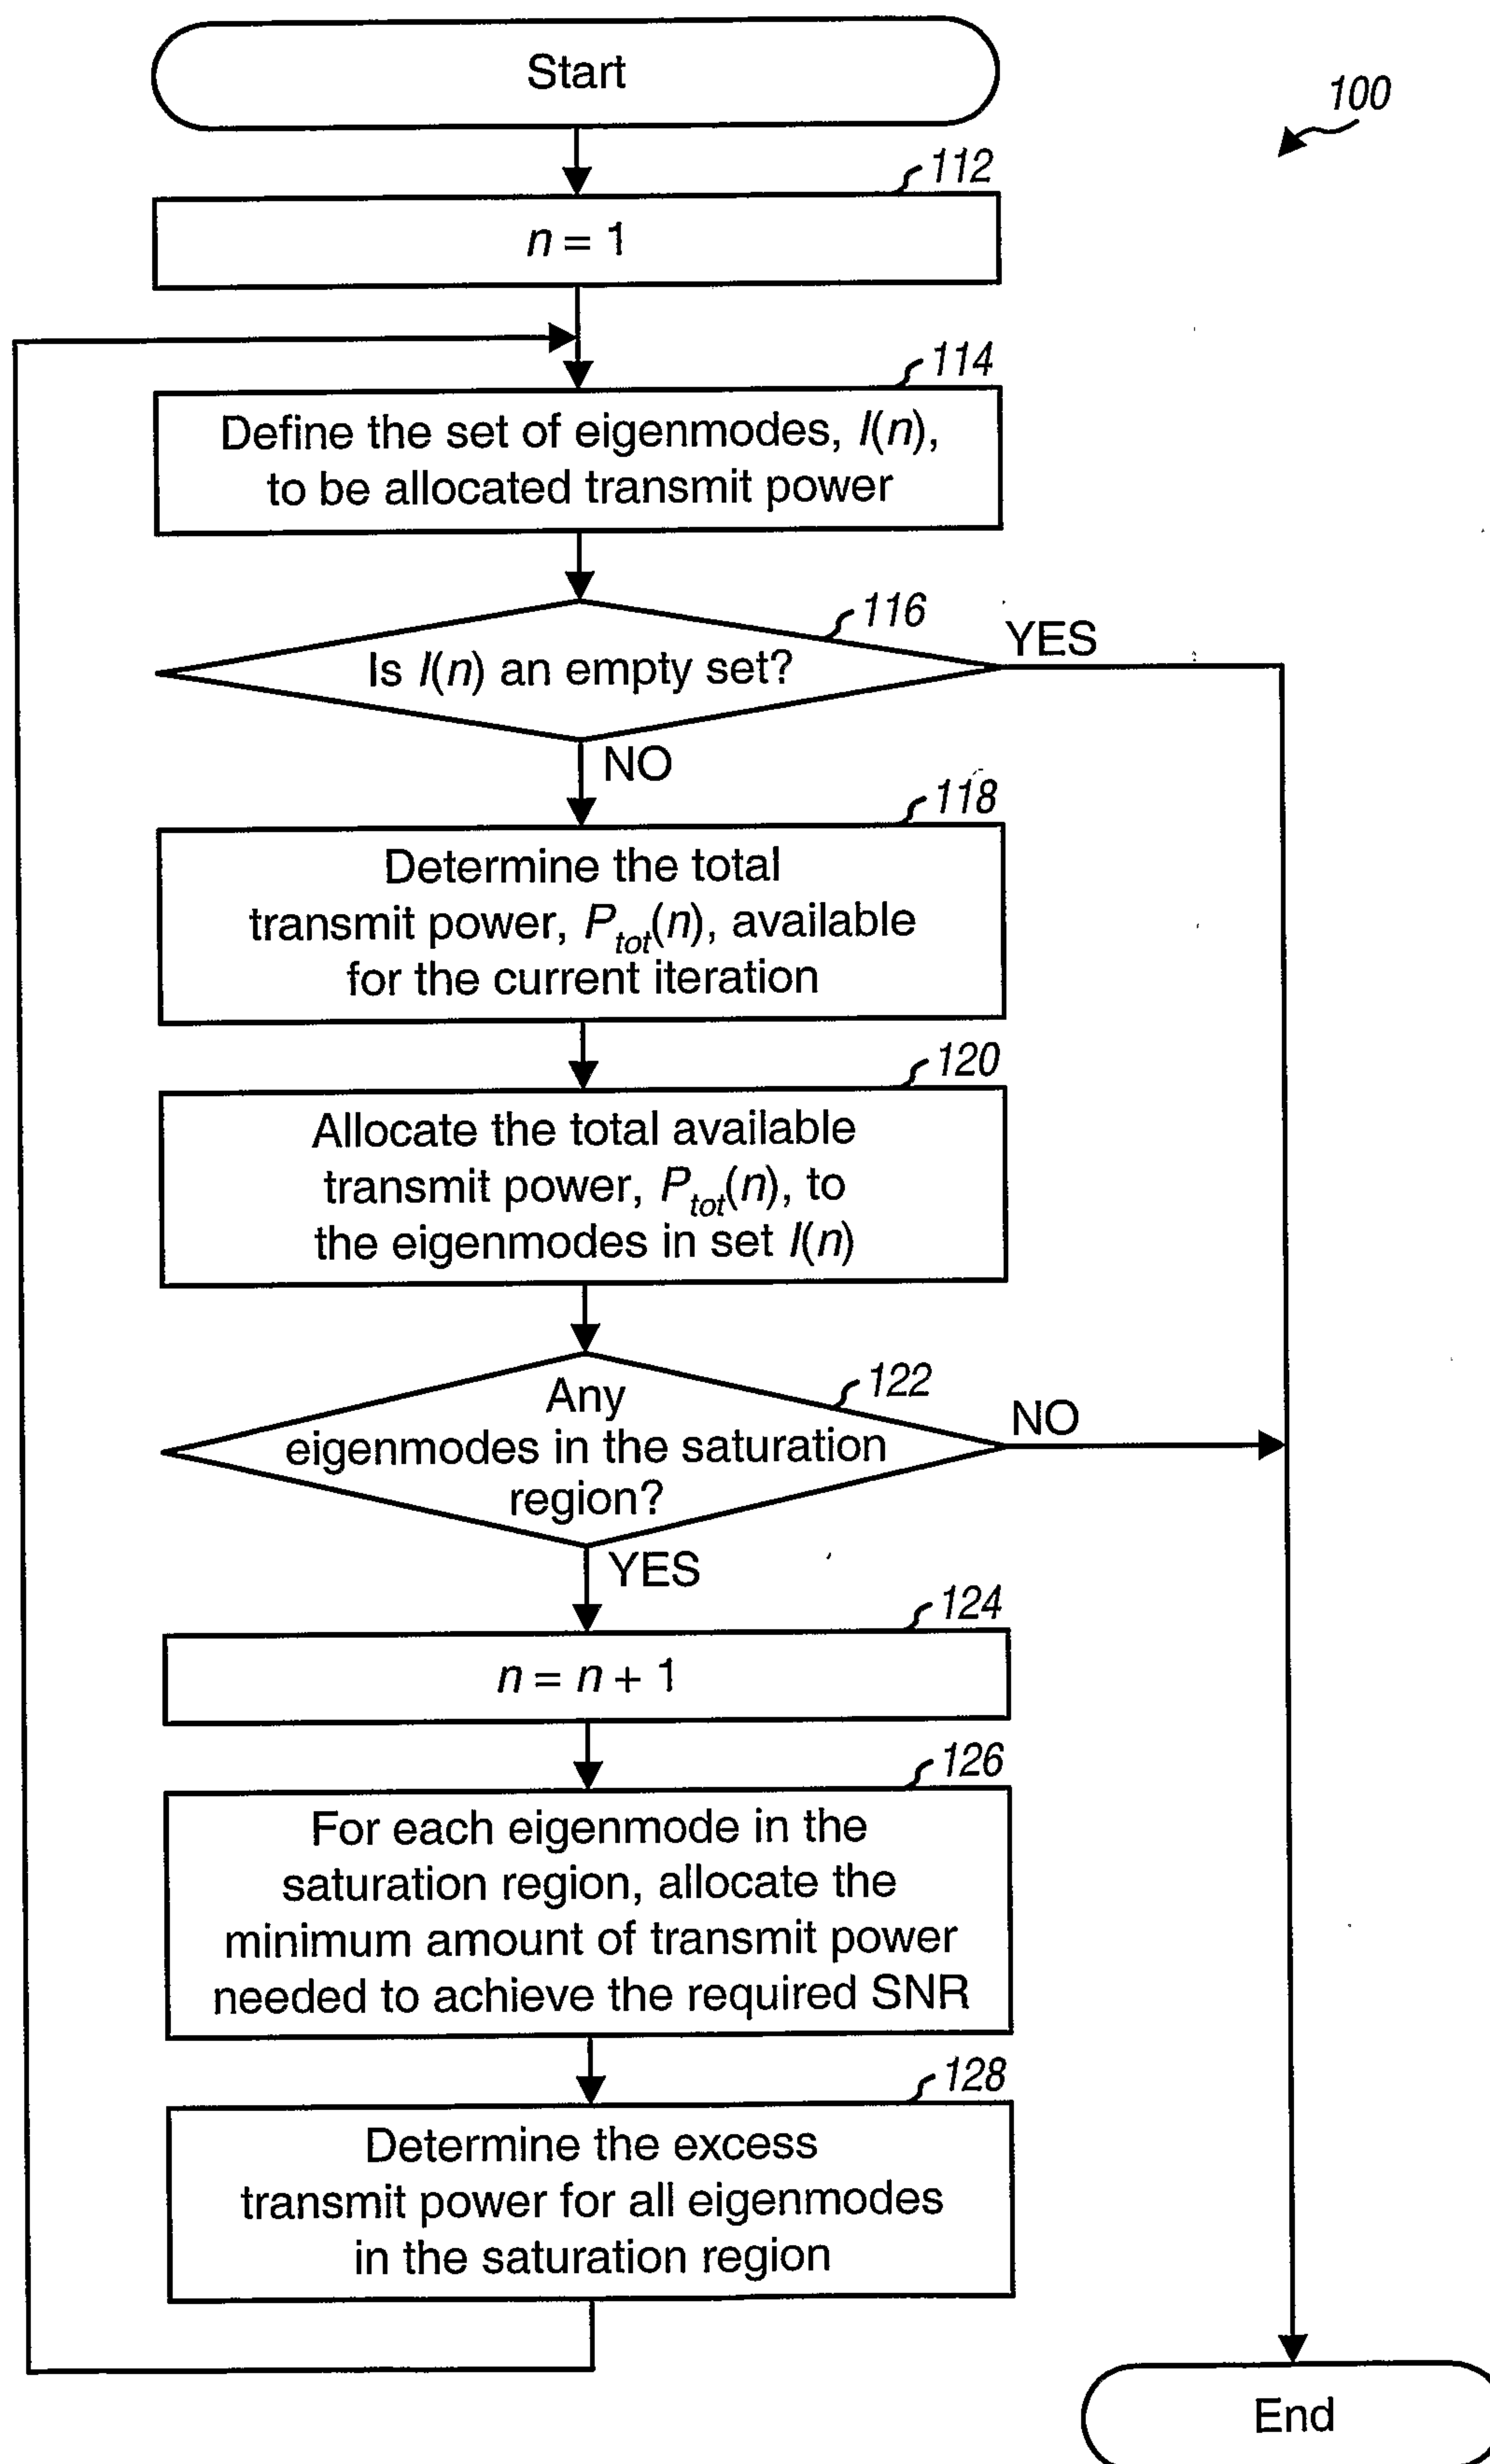 Start
100
112
n = 1
114
Define the set of eigenmodes, I(n),
to be allocated transmit power
116
Is I(n) an empty set?
YES
NO
118
Determine the total
transmit power, Ptot(n), available
for the current iteration
120
Allocate the total available
transmit power, Ptot(n), to
the eigenmodes in set I(n)
122
Any
eigenmodes in the saturation
region?
NO
YES
124
n = n + 1
126
For each eigenmode in the
saturation region, allocate the
minimum amount of transmit power
needed to achieve the required SNR
128
Determine the excess
transmit power for all eigenmodes
in the saturation region
End